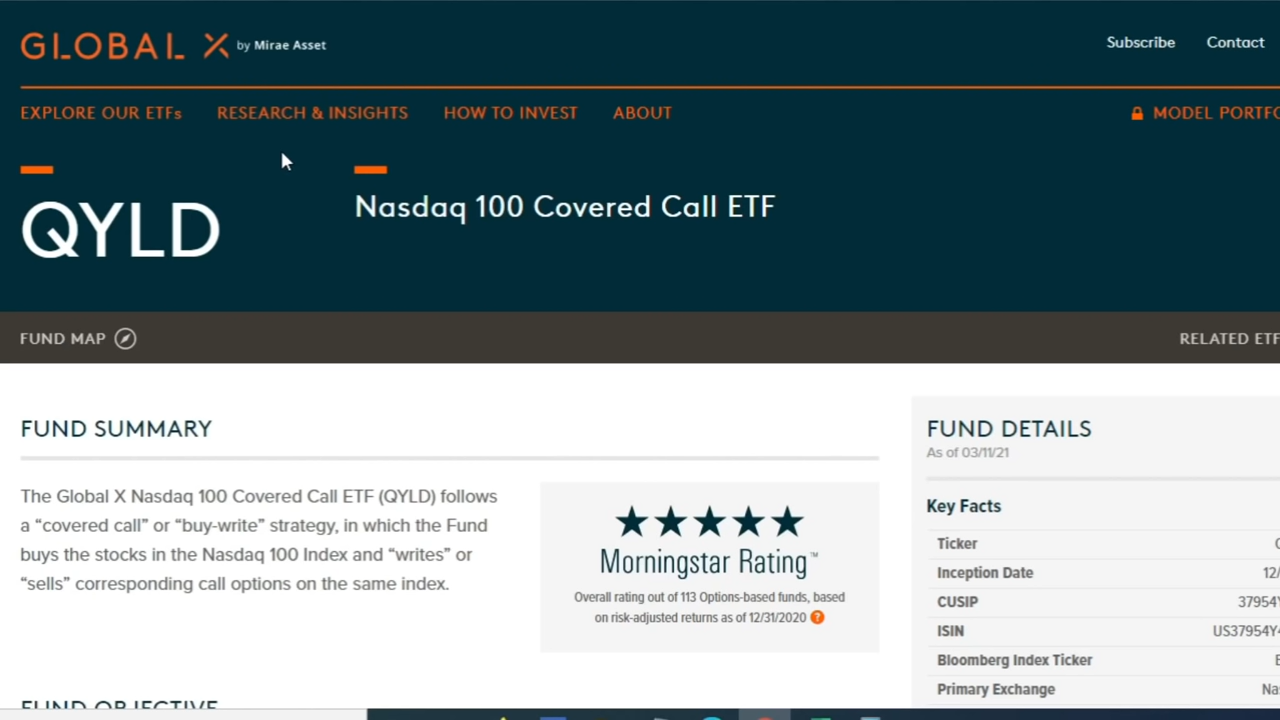 GLOBAL X by Mirae Asset
Subscribe
Contact
EXPLORE OUR ETFs
RESEARCH & INSIGHTS
HOW TO INVEST
ABOUT
MODEL PORTFO
QYLD
Nasdaq 100 Covered Call ETF
FUND MAP
RELATED ETF
FUND SUMMARY
The Global X Nasdaq 100 Covered Call ETF (QYLD) follows
a “covered call” or “buy-write” strategy, in which the Fund
buys the stocks in the Nasdaq 100 Index and “writes” or
“sells” corresponding call options on the same index.
Morningstar Rating™
Overall rating out of 113 Options-based funds, based
on risk-adjusted returns as of 12/31/2020 ?
FUND DETAILS
As of 03/11/21
Key Facts
Ticker
Inception Date 12/
CUSIP 37954Y
ISIN US37954Y4
Bloomberg Index Ticker
Primary Exchange Nas
FUND OBJECTIVE